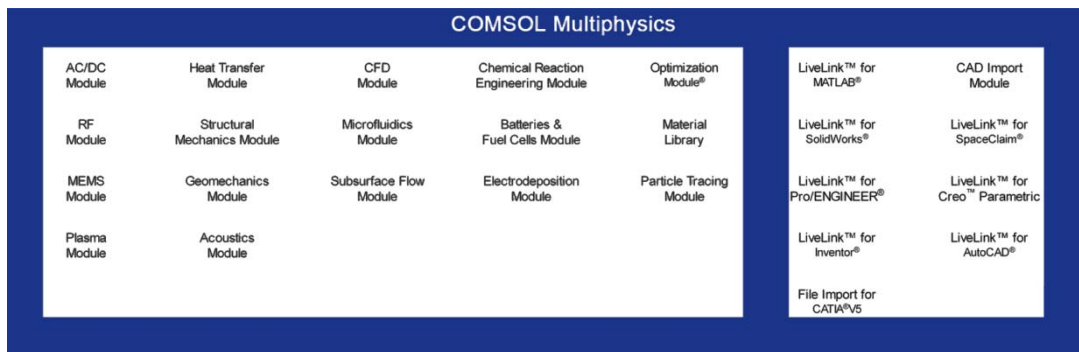 COMSOL Multiphysics
AC/DC
Module
Heat Transfer
Module
CFD
Module
Chemical Reaction
Engineering Module
Optimization
Module®
RF
Module
Structural
Mechanics Module
Microfluidics
Module
Batteries &
Fuel Cells Module
Material
Library
MEMS
Module
Geomechanics
Module
Subsurface Flow
Module
Electrodeposition
Module
Particle Tracing
Module
Plasma
Module
Acoustics
Module
LiveLink™ for
MATLAB®
CAD Import
Module
LiveLink™ for
SolidWorks®
LiveLink™ for
SpaceClaim®
LiveLink™ for
Pro/ENGINEER®
LiveLink™ for
Creo™ Parametric
LiveLink™ for
Inventor®
LiveLink™ for
AutoCAD®
File Import for
CATIA®V5